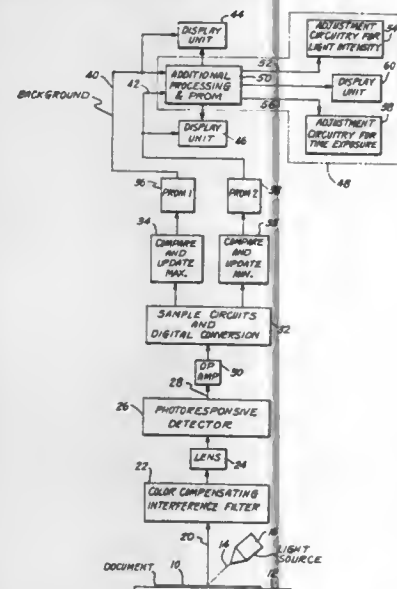 44
DISPLAY
UNIT
ADJUSTMENT
CIRCUITRY FOR
LIGHT INTENSITY
54
40
42
52
ADDITIONAL
PROCESSING
& PROM
50
DISPLAY
UNIT
60
BACKGROUND
56
58
DISPLAY
UNIT
46
ADJUSTMENT
CIRCUITRY FOR
TIME EXPOSURE
48
36
PROM 1
PROM 2
38
34
COMPARE
AND
UPDATE
MAX.
COMPARE
AND
UPDATE
MIN.
SAMPLE CIRCUITS
AND
DIGITAL CONVERSION
32
OP
AMP
30
28
26
PHOTORESPONSIVE
DETECTOR
LENS
24
22
COLOR COMPENSATING
INTERFERENCE FILTER
20
14
16
LIGHT
SOURCE
DOCUMENT
10
12